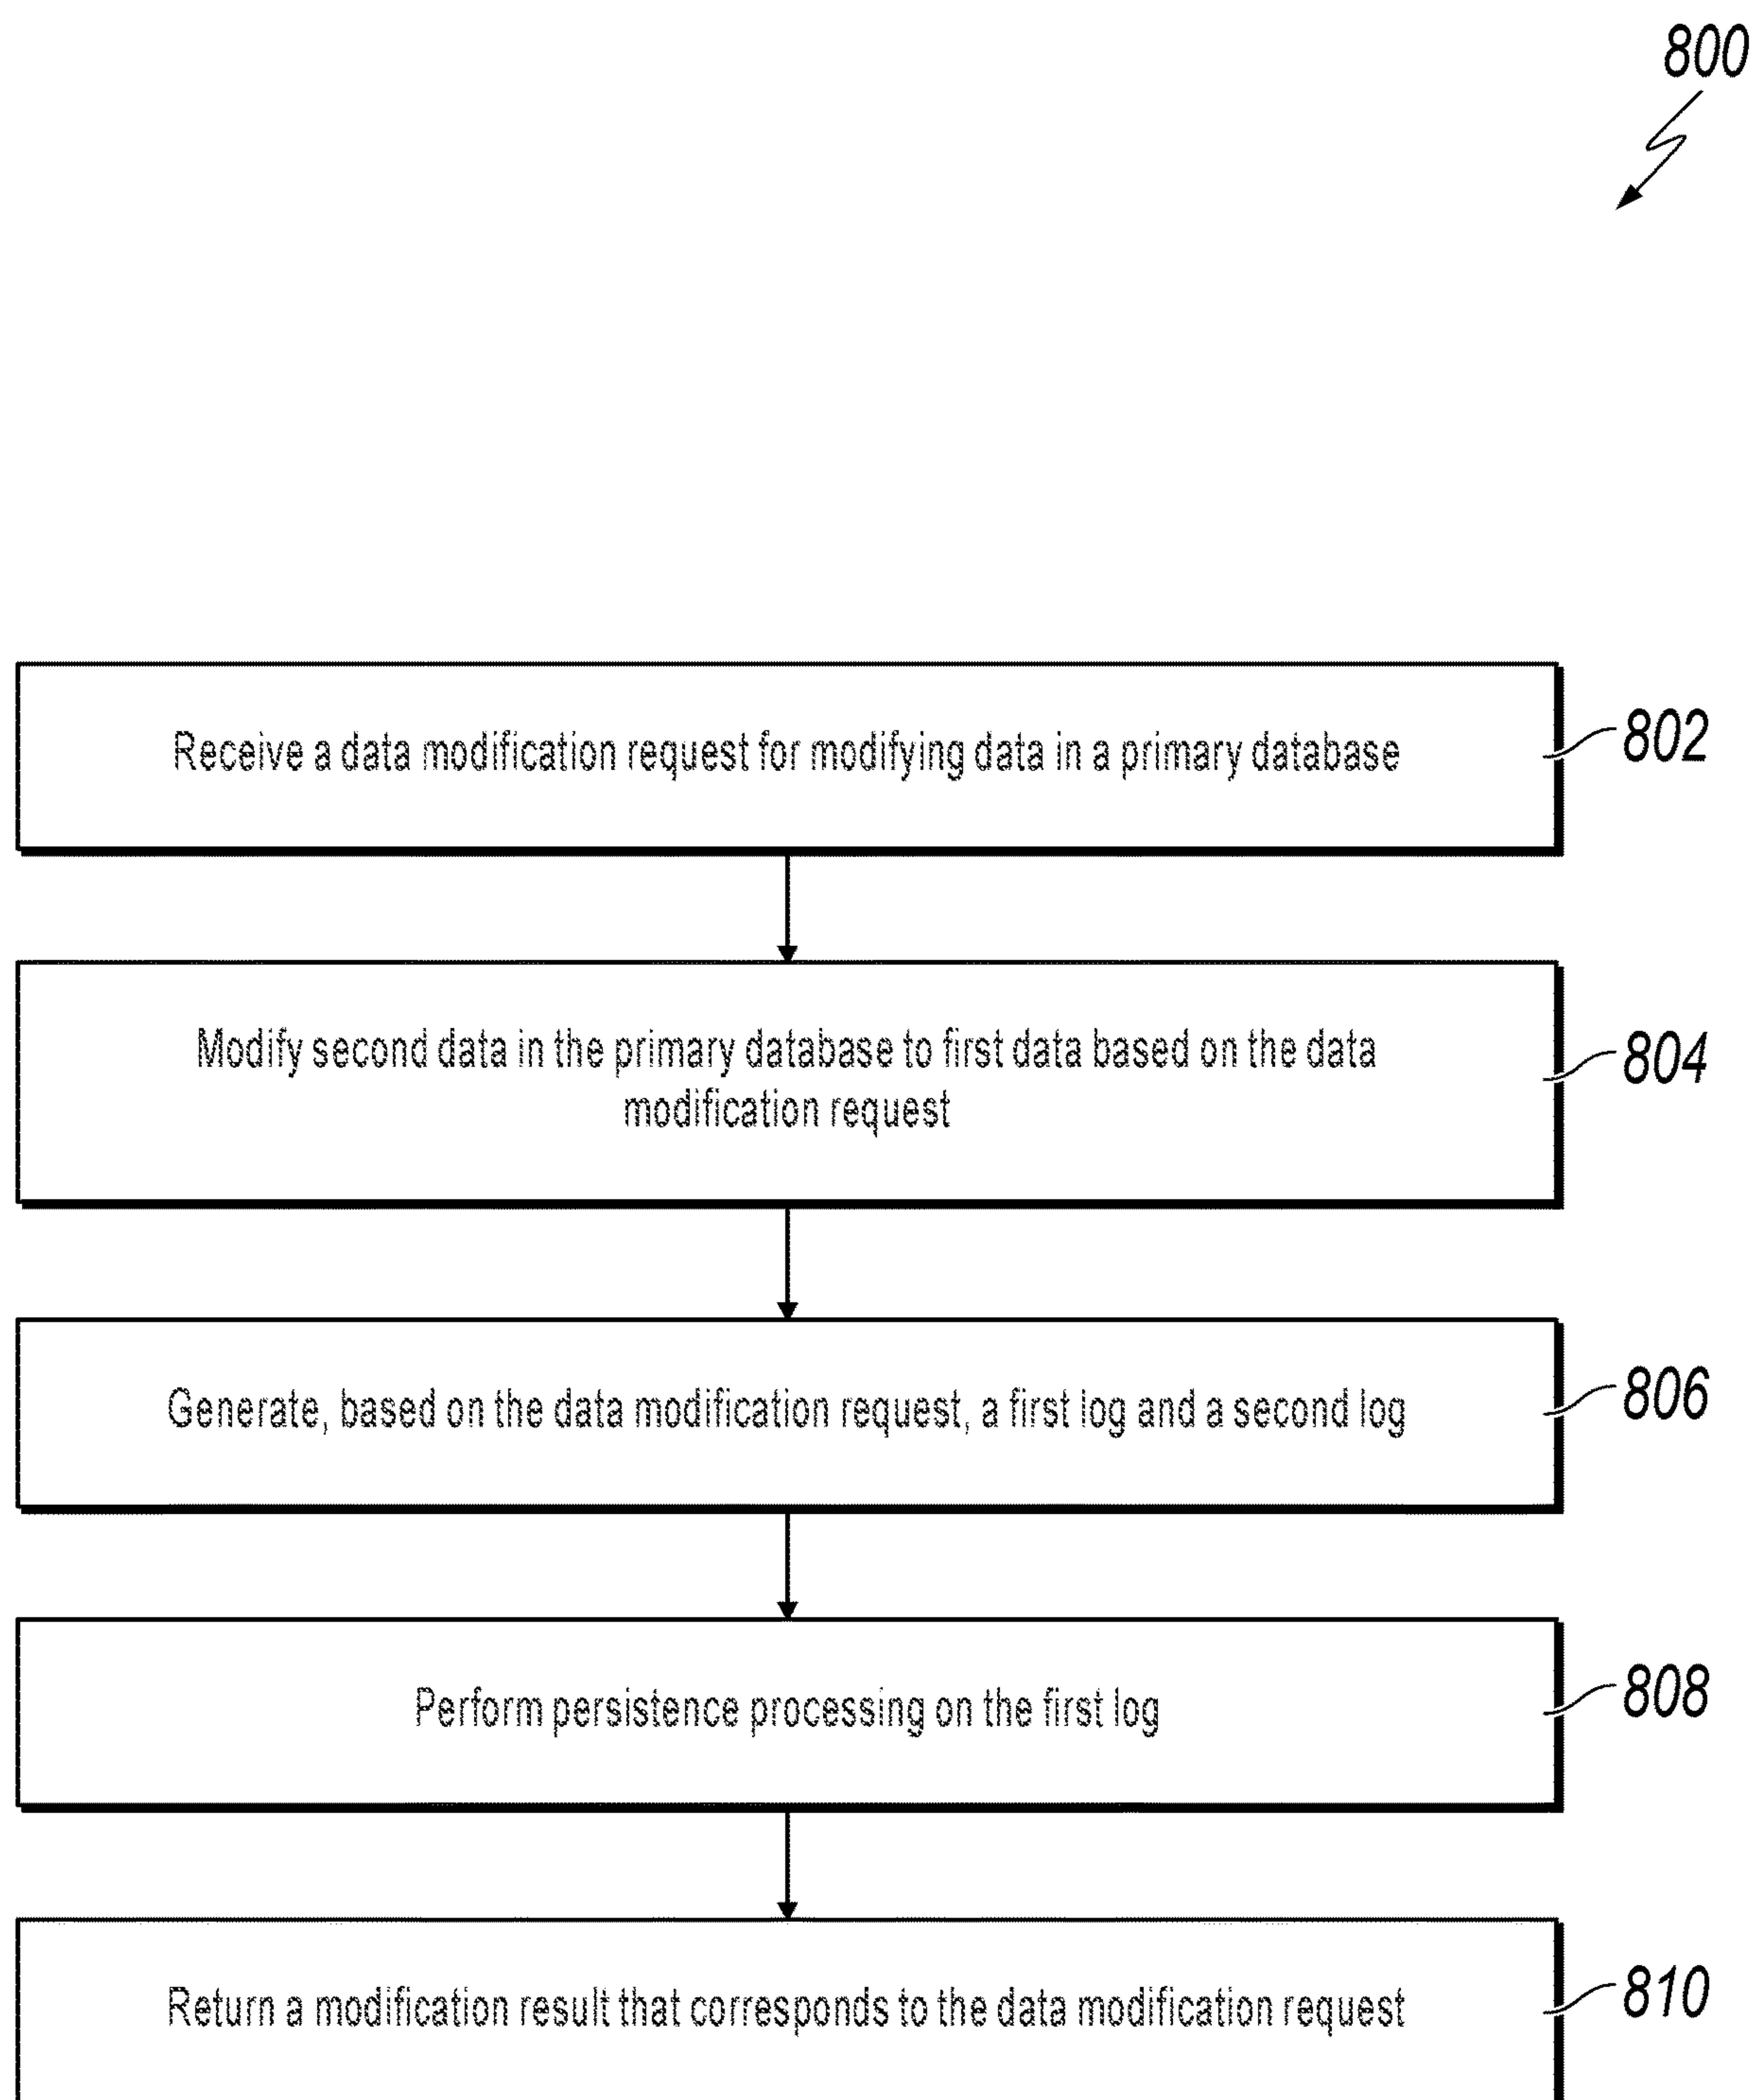 800
Receive a data modification request for modifying data in a primary database
802
Modify second data in the primary database to first data based on the data
modification request
804
Generate, based on the data modification request, a first log and a second log
806
Perform persistence processing on the first log
808
Return a modification result that corresponds to the data modification request
810